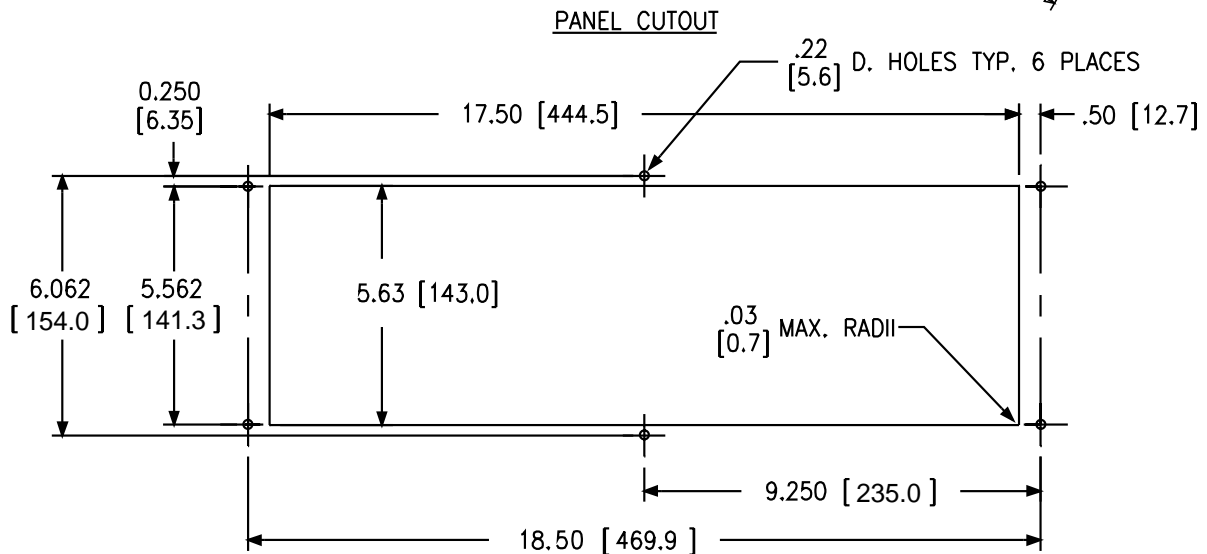 PANEL CUTOUT
.22
[5.6] D. HOLES TYP. 6 PLACES
0.250
[6.35]
17.50 [444.5]
.50 [12.7]
6.062
[ 154.0 ]
5.562
[ 141.3 ]
5.63 [143.0]
.03
[0.7] MAX. RADII
9.250 [ 235.0 ]
18.50 [ 469.9 ]